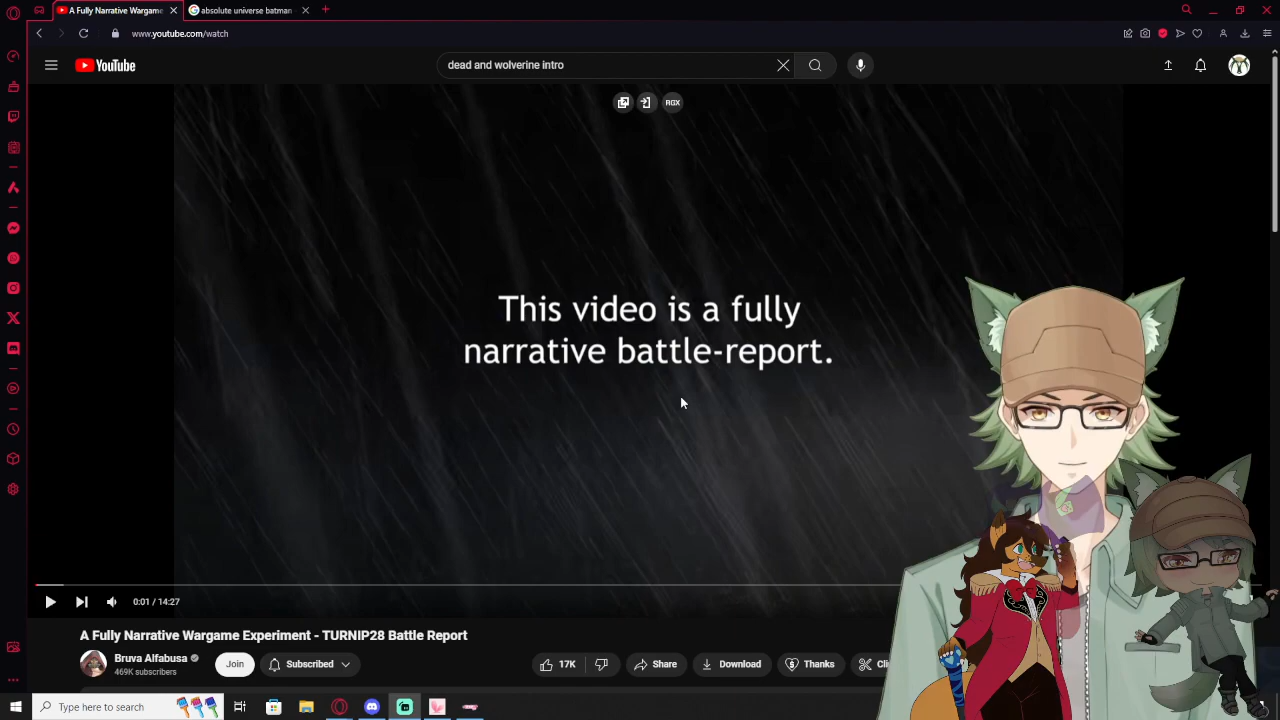 A Fully Narrative Wargame
absolute universe batman
www.youtube.com/watch
YouTube
dead and wolverine intro
RGX
This video is a fully
narrative battle-report.
0:01 / 14:27
A Fully Narrative Wargame Experiment - TURNIP28 Battle Report
Bruva Alfabusa
469K subscribers
Join
Subscribed
17K
Share
Download
Thanks
Cli
Type here to search